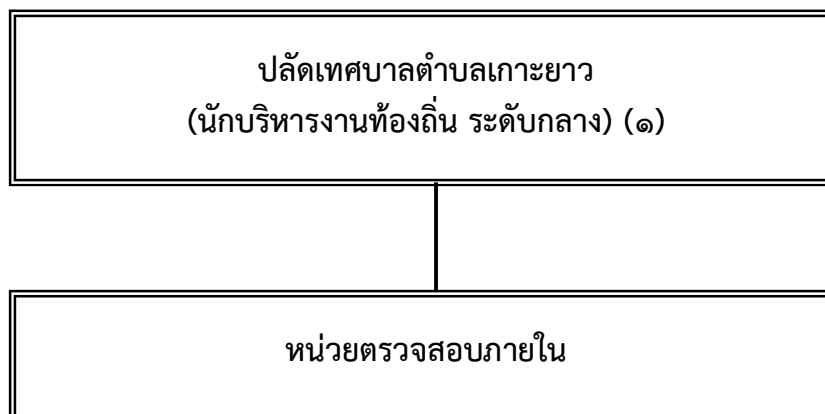 ปลัดเทศบาลตำบลเกาะยาว
(นักบริหารงานท้องถิ่น ระดับกลาง) (๑)
หน่วยตรวจสอบภายใน